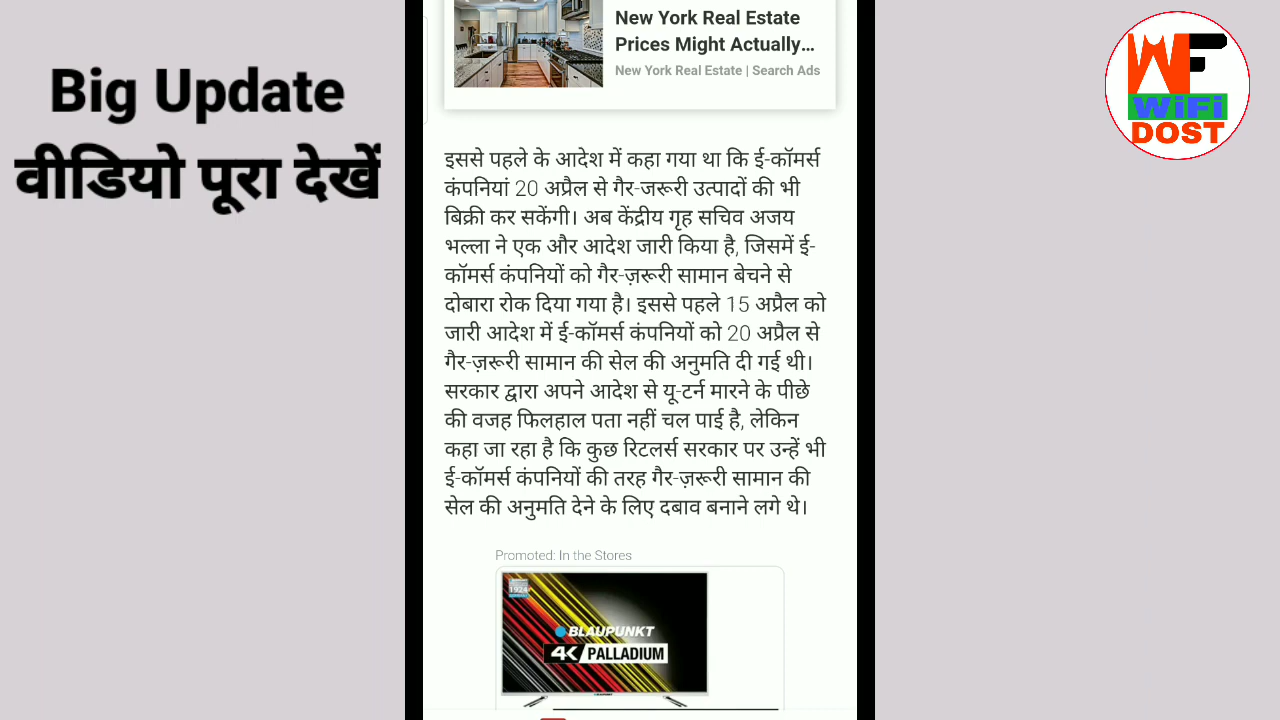 Big Update
वीडियो पूरा देखें
New York Real Estate
Prices Might Actually...
New York Real Estate | Search Ads
WF
WiFi
DOST
इससे पहले के आदेश में कहा गया था कि ई-कॉमर्स
कंपनियां 20 अप्रैल से गैर-जरूरी उत्पादों की भी
बिक्री कर सकेंगी। अब केंद्रीय गृह सचिव अजय
भल्ला ने एक और आदेश जारी किया है, जिसमें ई-
कॉमर्स कंपनियों को गैर-ज़रूरी सामान बेचने से
दोबारा रोक दिया गया है। इससे पहले 15 अप्रैल को
जारी आदेश में ई-कॉमर्स कंपनियों को 20 अप्रैल से
गैर-ज़रूरी सामान की सेल की अनुमति दी गई थी।
सरकार द्वारा अपने आदेश से यू-टर्न मारने के पीछे
की वजह फिलहाल पता नहीं चल पाई है, लेकिन
कहा जा रहा है कि कुछ रिटलर्स सरकार पर उन्हें भी
ई-कॉमर्स कंपनियों की तरह गैर-ज़रूरी सामान की
सेल की अनुमति देने के लिए दबाव बनाने लगे थे।
Promoted: In the Stores
1924
BLAUPUNKT
4K PALLADIUM